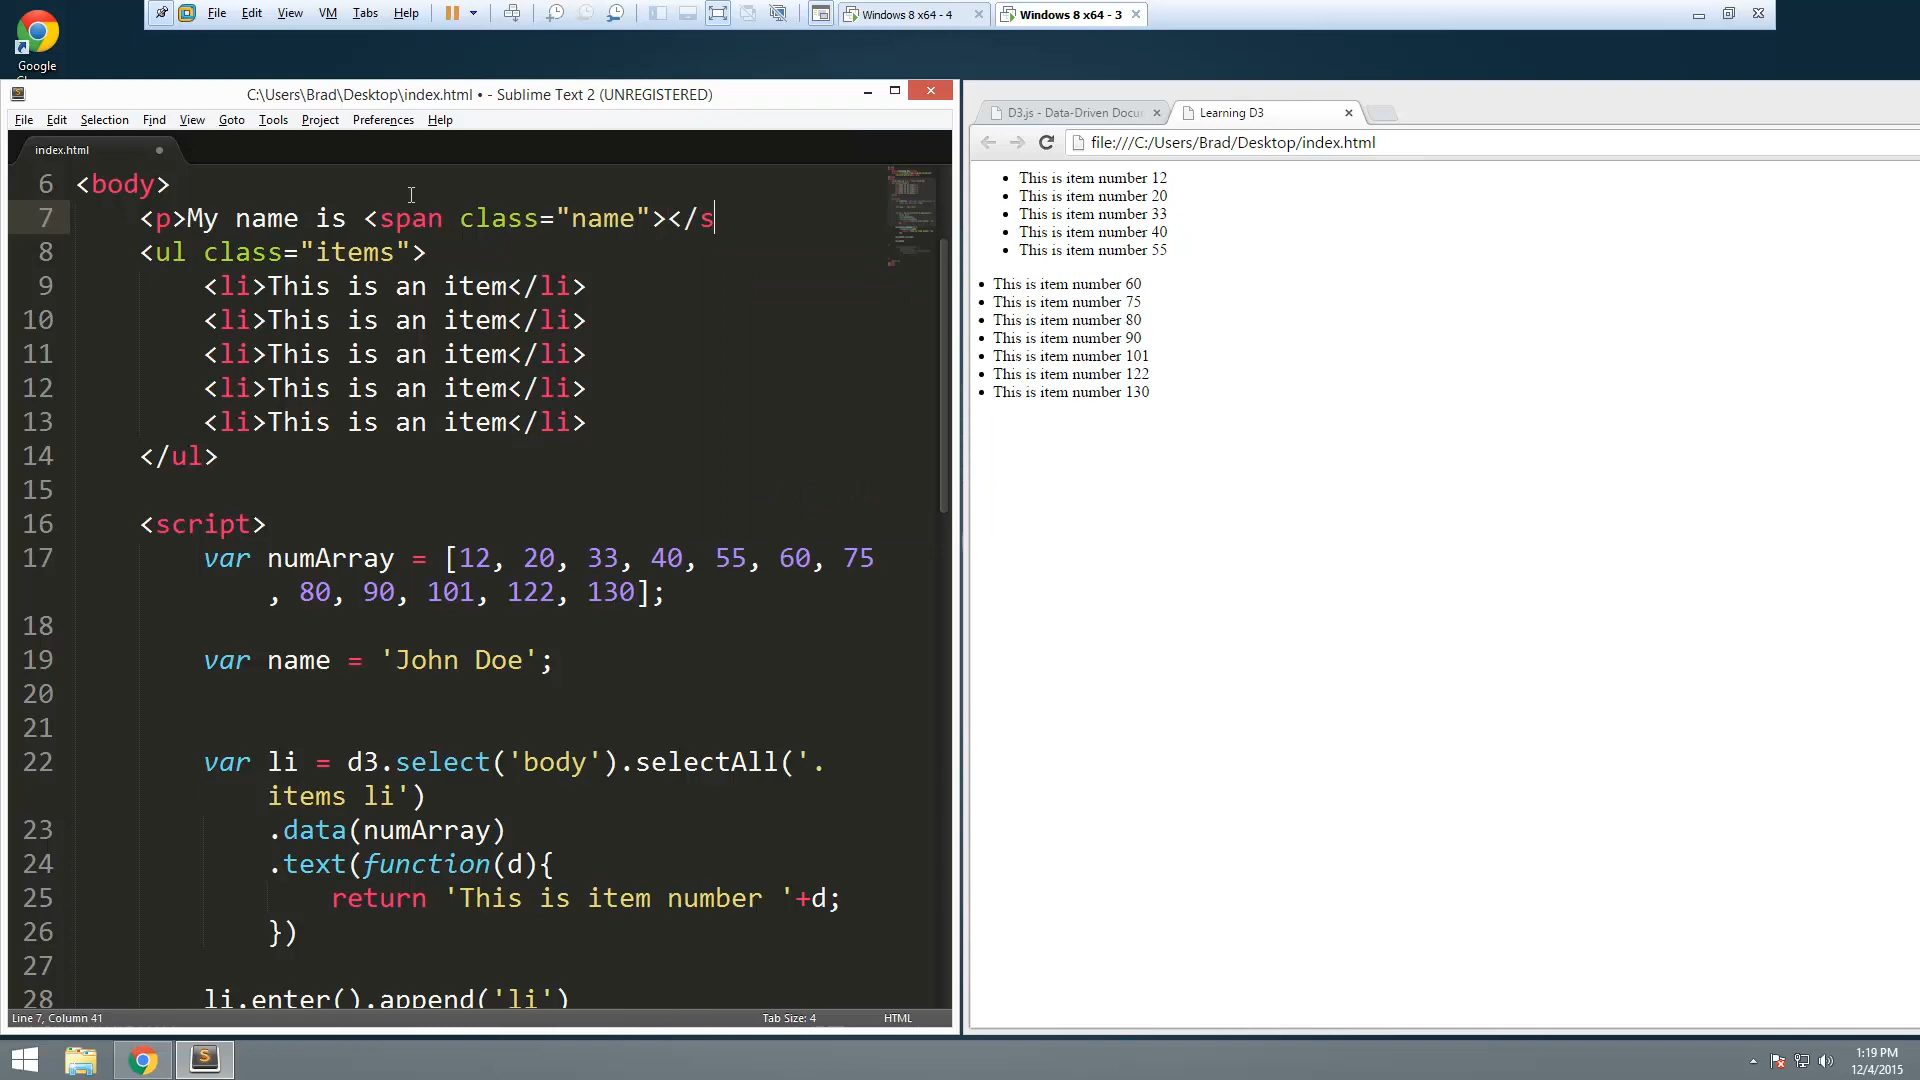 File Edit View VM Tabs Help
Windows 8 x64 - 4
Windows 8 x64 - 3
Google
C:\Users\Brad\Desktop\index.html • - Sublime Text 2 (UNREGISTERED)
File Edit Selection Find View Goto Tools Project Preferences Help
index.html
6 <body>
7 <p>My name is <span class="name"></s
8 <ul class="items">
9 <li>This is an item</li>
10 <li>This is an item</li>
11 <li>This is an item</li>
12 <li>This is an item</li>
13 <li>This is an item</li>
14 </ul>
15
16 <script>
17 var numArray = [12, 20, 33, 40, 55, 60, 75
, 80, 90, 101, 122, 130];
18
19 var name = 'John Doe';
20
21
22 var li = d3.select('body').selectAll('.
items li')
23 .data(numArray)
24 .text(function(d){
25 return 'This is item number '+d;
26 })
27
28 li.enter().append('li')
Line 7, Column 41
Tab Size: 4
HTML
D3.js - Data-Driven Docu
Learning D3
file:///C:/Users/Brad/Desktop/index.html
• This is item number 12
• This is item number 20
• This is item number 33
• This is item number 40
• This is item number 55
• This is item number 60
• This is item number 75
• This is item number 80
• This is item number 90
• This is item number 101
• This is item number 122
• This is item number 130
1:19 PM
12/4/2015